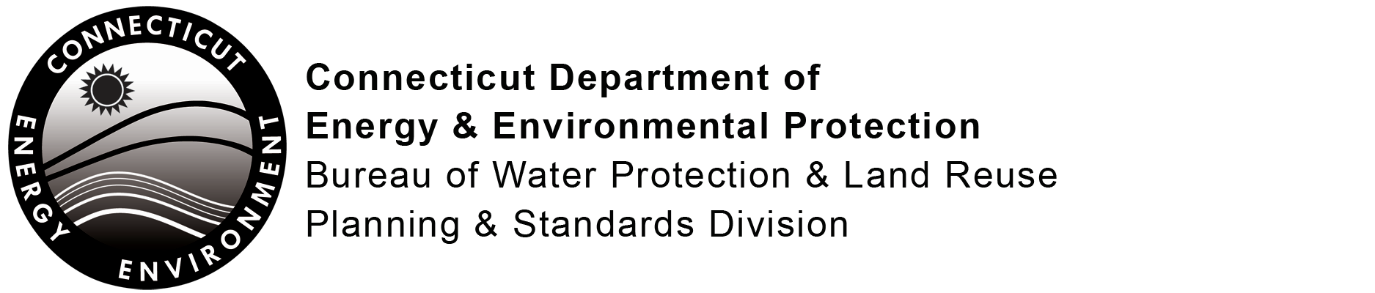 CONNECTICUT
ENERGY
ENVIRONMENT
Connecticut Department of
Energy & Environmental Protection
Bureau of Water Protection & Land Reuse
Planning & Standards Division